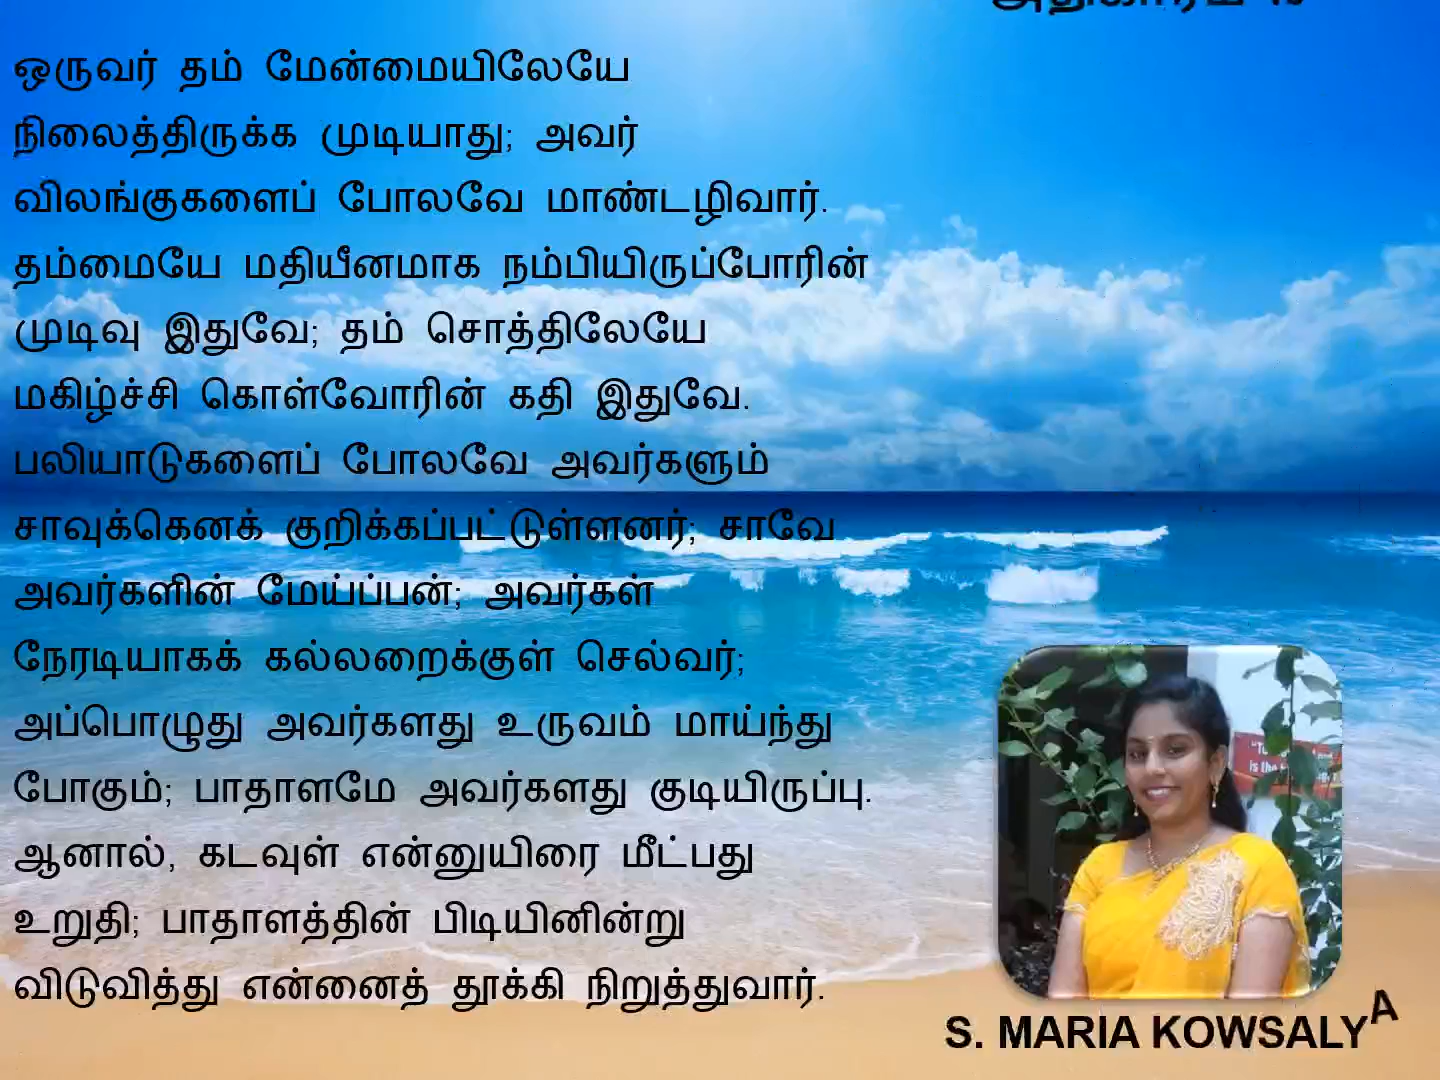 ஒருவர் தம் மேன்மையிலேயே
நிலைத்திருக்க முடியாது; அவர்
விலங்குகளைப் போலவே மாண்டழிவார்.
தம்மையே மதியீனமாக நம்பியிருப்போரின்
முடிவு இதுவே; தம் சொத்திலேயே
மகிழ்ச்சி கொள்வோரின் கதி இதுவே.
பலியாடுகளைப் போலவே அவர்களும்
சாவுக்கெனக் குறிக்கப்பட்டுள்ளனர்; சாவே
அவர்களின் மேய்ப்பன்; அவர்கள்
நேரடியாகக் கல்லறைக்குள் செல்வர்;
அப்பொழுது அவர்களது உருவம் மாய்ந்து
போகும்; பாதாளமே அவர்களது குடியிருப்பு.
ஆனால், கடவுள் என்னுயிரை மீட்பது
உறுதி; பாதாளத்தின் பிடியினின்று
விடுவித்து என்னைத் தூக்கி நிறுத்துவார்.
S. MARIA KOWSALYA